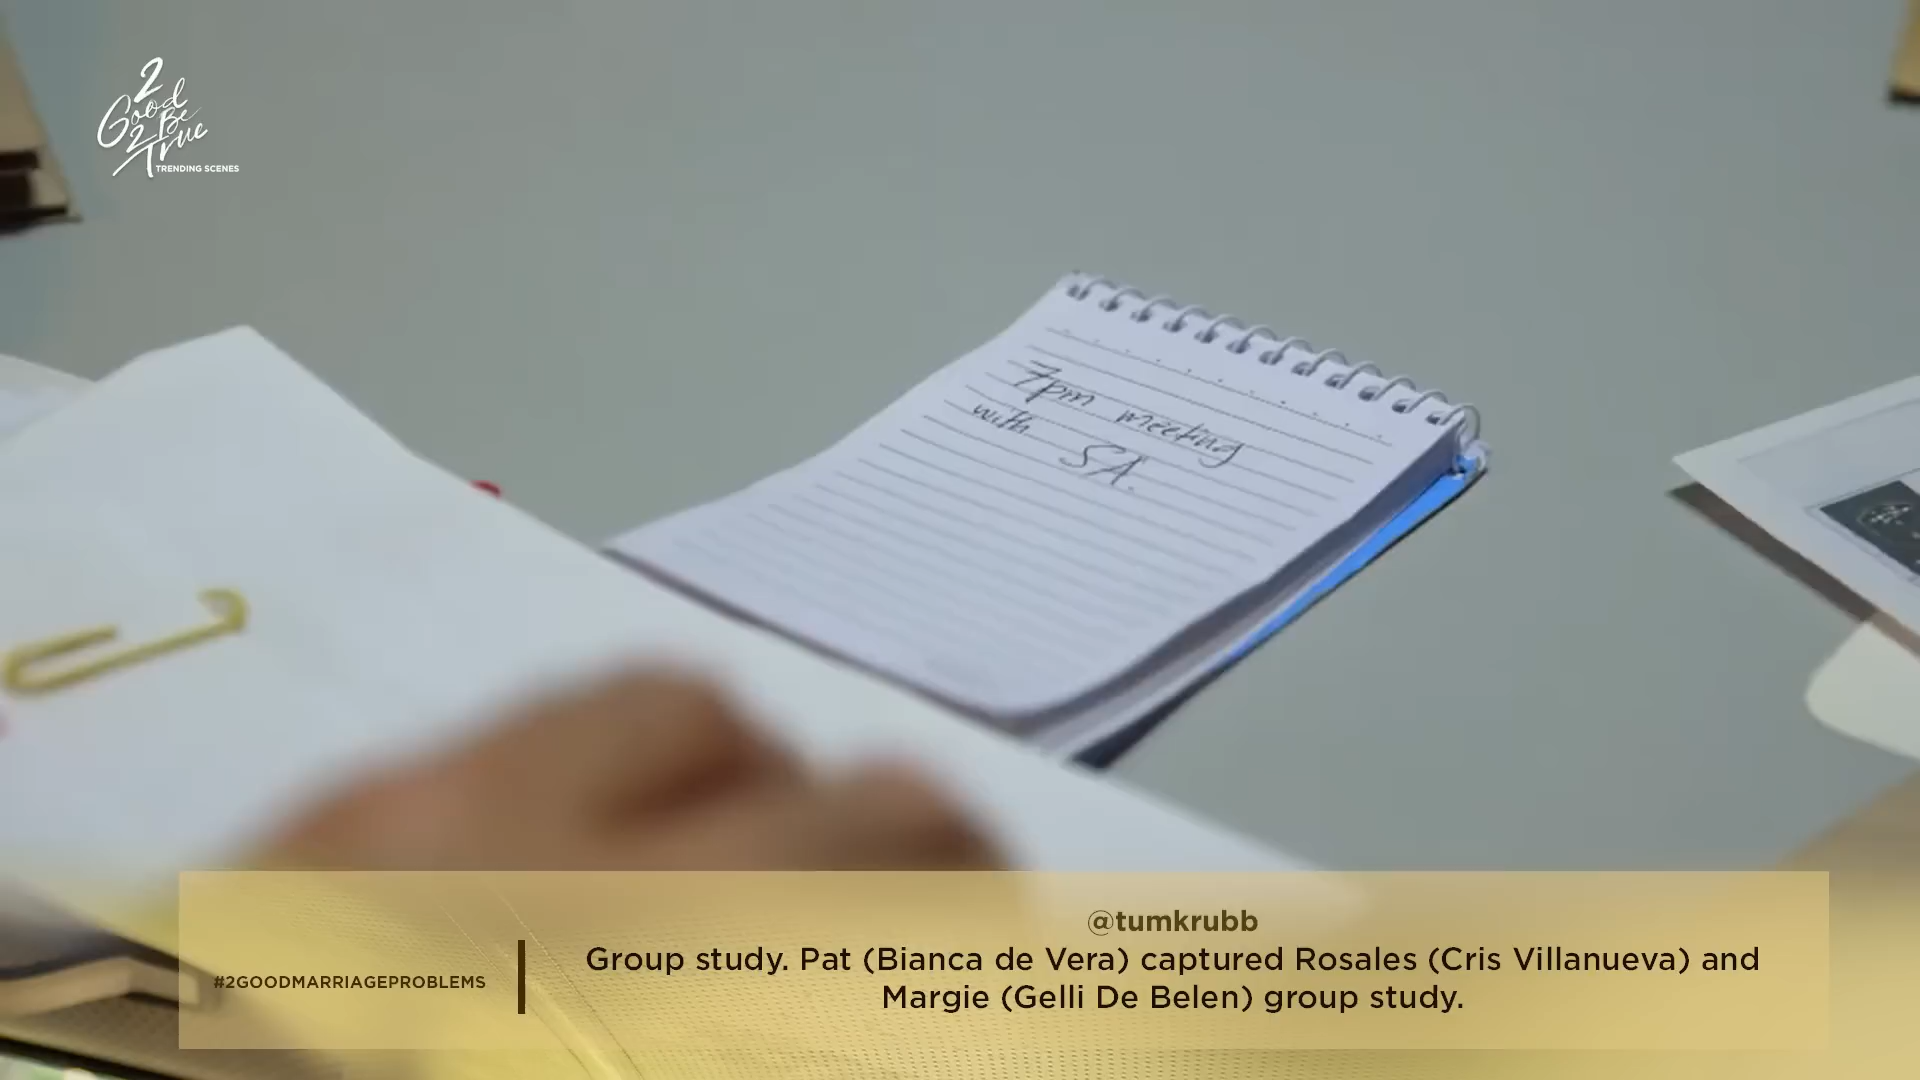 2
Good
2 Be
True
TRENDING SCENES
7pm meeting
with SA.
@tumkrubb
#2GOODMARRIAGEPROBLEMS
Group study. Pat (Bianca de Vera) captured Rosales (Cris Villanueva) and
Margie (Gelli De Belen) group study.